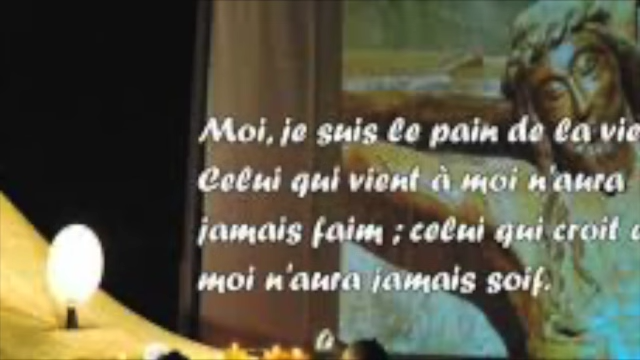 Moi, je suis le pain de la vie
Celui qui vient à moi n'aura
jamais faim ; celui qui croit
moi n'aura jamais soif.